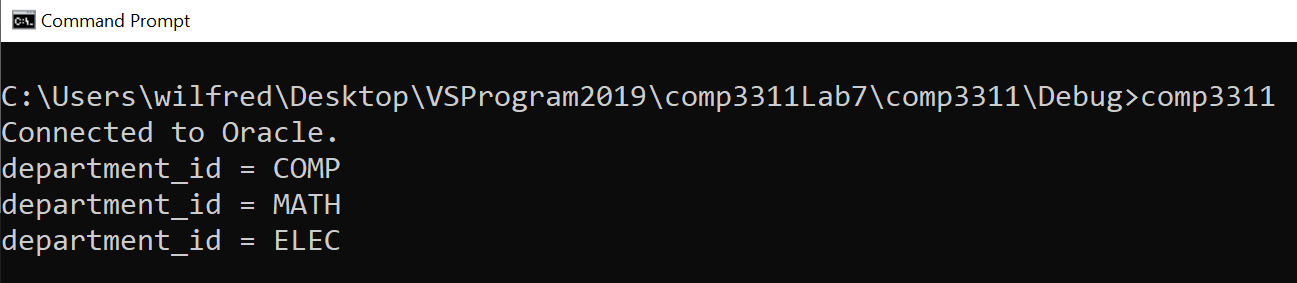 Command Prompt
C:\Users\wilfred\Desktop\VSProgram2019\comp3311Lab7\comp3311\Debug>comp3311
Connected to Oracle.
department_id = COMP
department_id = MATH
department_id = ELEC